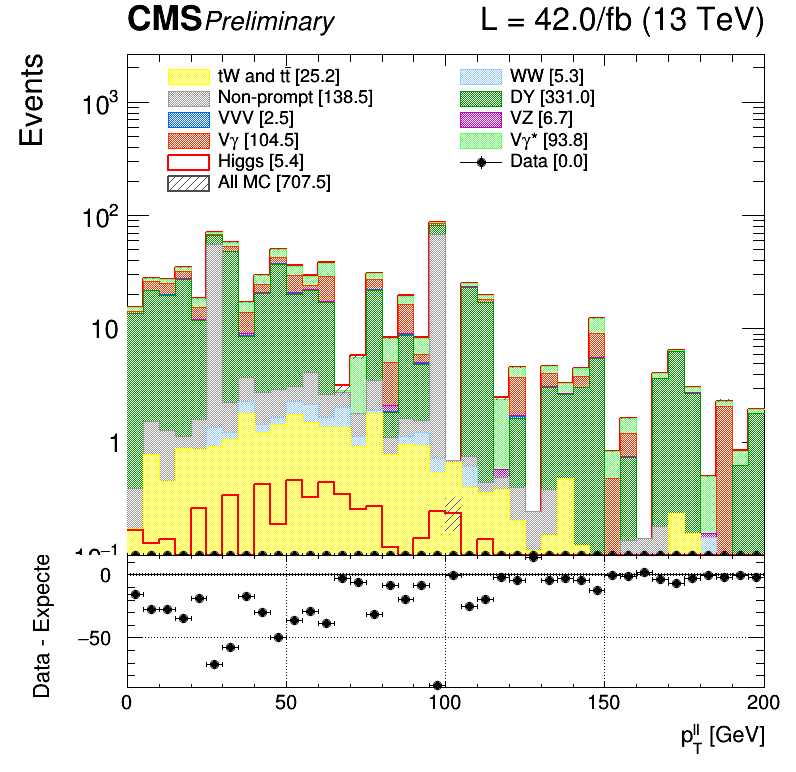 CMS Preliminary L = 42.0/fb (13 TeV)
Events
tW and tt̄ [25.2]
Non-prompt [138.5]
VVV [2.5]
Vγ [104.5]
Higgs [5.4]
All MC [707.5]
WW [5.3]
DY [331.0]
VZ [6.7]
Vγ* [93.8]
Data [0.0]
10³
10²
10
1
10⁻¹
Data - Expecte
0
−50
0 50 100 150 200
p_T^ll [GeV]